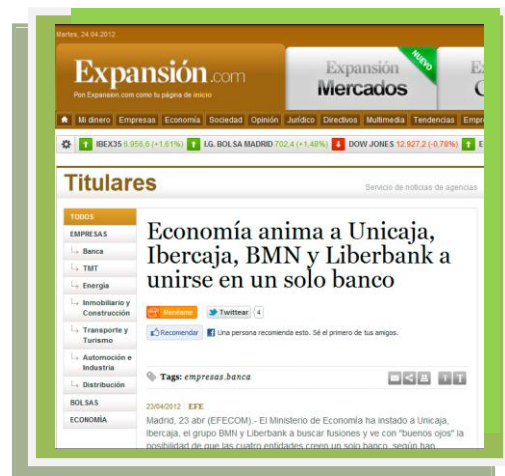 Martes, 24.04.2012
Expansión.com
Pon Expansion.com como tu página de inicio
Expansión
Mercados
NUEVO
Mi dinero Empresas Economía Sociedad Opinión Jurídico Directivos Multimedia Tendencias
IBEX35 6.956,6 (+1,61%) I.G. BOLSA MADRID 702,4 (+1,48%) DOW JONES 12.927,2 (-0,78%)
Titulares
Servicio de noticias de agencias
TODOS
EMPRESAS
Banca
TMT
Energía
Inmobiliario y
Construcción
Transporte y
Turismo
Automoción e
Industria
Distribución
BOLSAS
ECONOMÍA
Economía anima a Unicaja,
Ibercaja, BMN y Liberbank a
unirse en un solo banco
Menéame Twittear 4
Recomendar Una persona recomienda esto. Sé el primero de tus amigos.
Tags: empresas,banca
23/04/2012 EFE
Madrid, 23 abr (EFECOM).- El Ministerio de Economía ha instado a Unicaja,
Ibercaja, el grupo BMN y Liberbank a buscar fusiones y ve con "buenos ojos" la
posibilidad de que las cuatro entidades creen un solo banco, según han